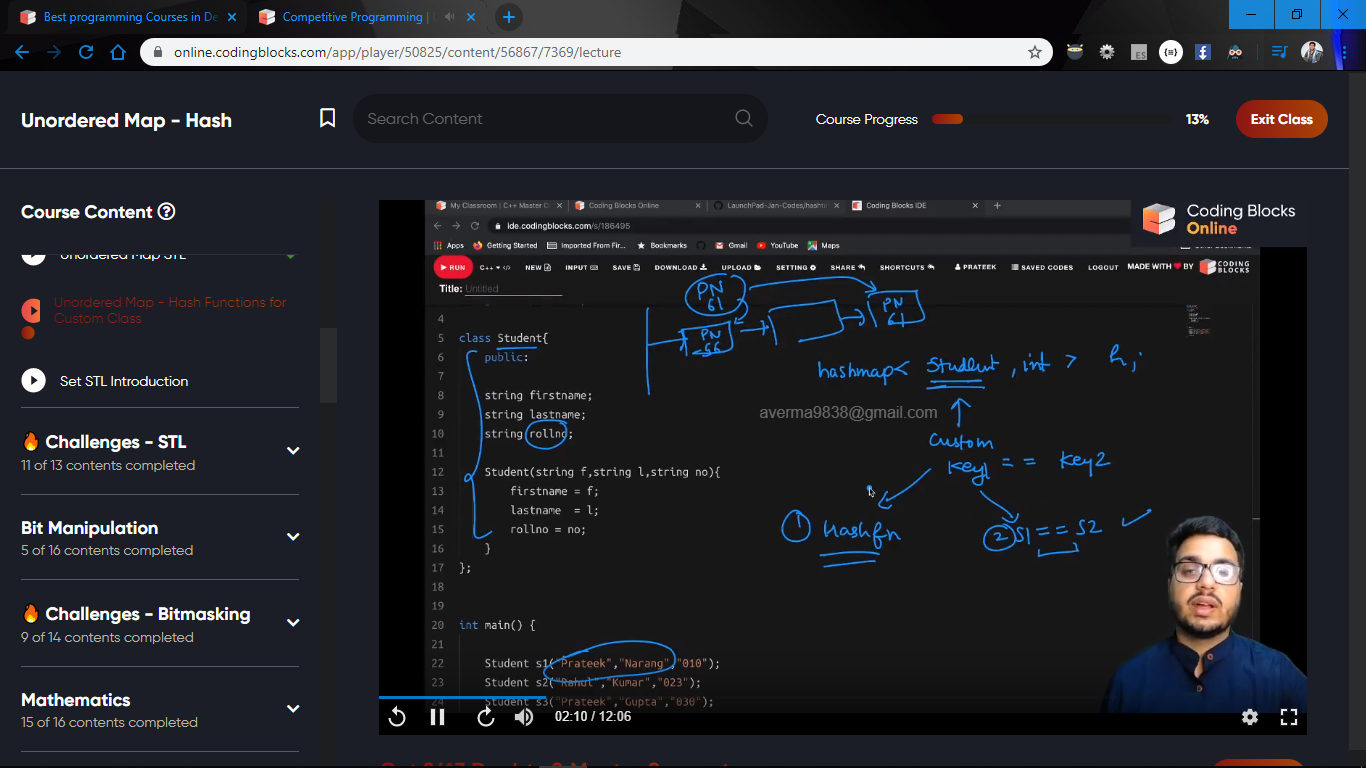 Best programming Courses in De
Competitive Programming |
online.codingblocks.com/app/player/50825/content/56867/7369/lecture
Unordered Map - Hash
Search Content
Course Progress
13%
Exit Class
Course Content
Unordered Map STL
Unordered Map - Hash Functions for
Custom Class
Set STL Introduction
Challenges - STL
11 of 13 contents completed
Bit Manipulation
5 of 16 contents completed
Challenges - Bitmasking
9 of 14 contents completed
Mathematics
15 of 16 contents completed
My Classroom | C++ Master C
Coding Blocks Online
LaunchPad-Jan-Codes/hasht
Coding Blocks IDE
ide.codingblocks.com/s/186495
Apps
Getting Started
Imported From Fir...
Bookmarks
Gmail
YouTube
Maps
Coding Blocks
Online
RUN
C++
NEW
INPUT
SAVE
DOWNLOAD
UPLOAD
SETTING
SHARE
SHORTCUTS
PRATEEK
SAVED CODES
LOGOUT
MADE WITH
BY
CODING
BLOCKS
Title: Untitled
4
5 class Student{
6 public:
7
8 string firstname;
9 string lastname;
10 string rollno;
11
12 Student(string f,string l,string no){
13 firstname = f;
14 lastname = l;
15 rollno = no;
16 }
17 };
18
19
20 int main() {
21
22 Student s1("Prateek","Narang","010");
23 Student s2("Rahul","Kumar","023");
24 Student s3("Prateek","Gupta","030");
PN
61
PN
56
PN
61
hashmap< Student, int > h;
averma9838@gmail.com
Custom
Key1 == Key2
1 hashfn
2 S1 == S2
02:10 / 12:06